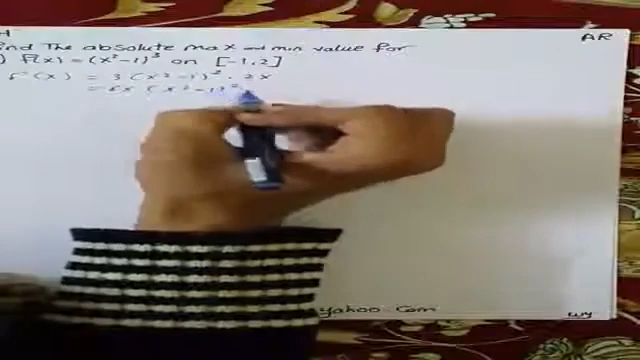 H AR
Find The absolute max and min value for
) f(x) = (x²-1)³ on [-1,2]
f'(x) = 3(x²-1)² · 2x
= 6x (x²-1)²
yahoo Com
wy